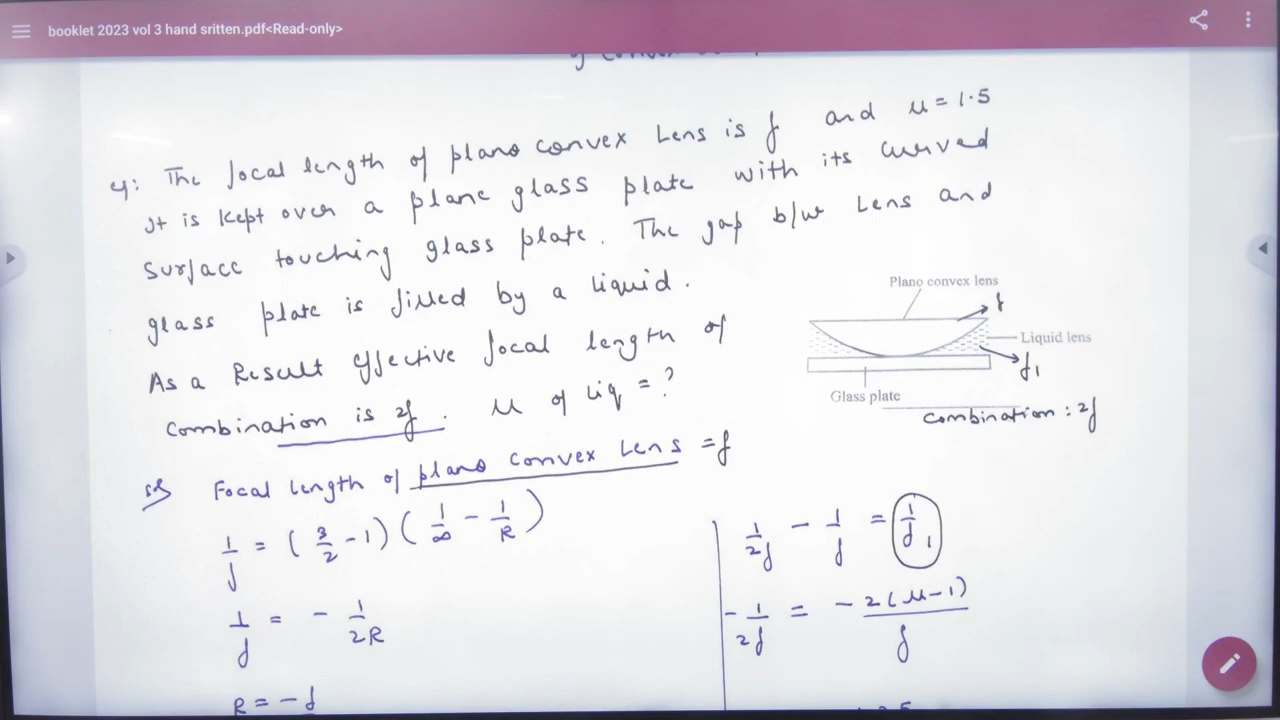 booklet 2023 vol 3 hand sritten.pdf<Read-only>
4: The focal length of plano convex Lens is f and μ = 1.5
It is kept over a plane glass plate with its curved
surface touching glass plate. The gap b/w Lens and
glass plate is filled by a liquid.
As a Result effective focal length of
combination is 2f. μ of liq = ?
Plano convex lens
f
Liquid lens
f₁
Glass plate
combination : 2f
Sol Focal length of plano convex Lens = f
1/f = (3/2 - 1) (1/∞ - 1/R)
1/f = - 1/2R
R = - f
1/2f - 1/f = 1/f₁
- 1/2f = - 2(μ-1)/f